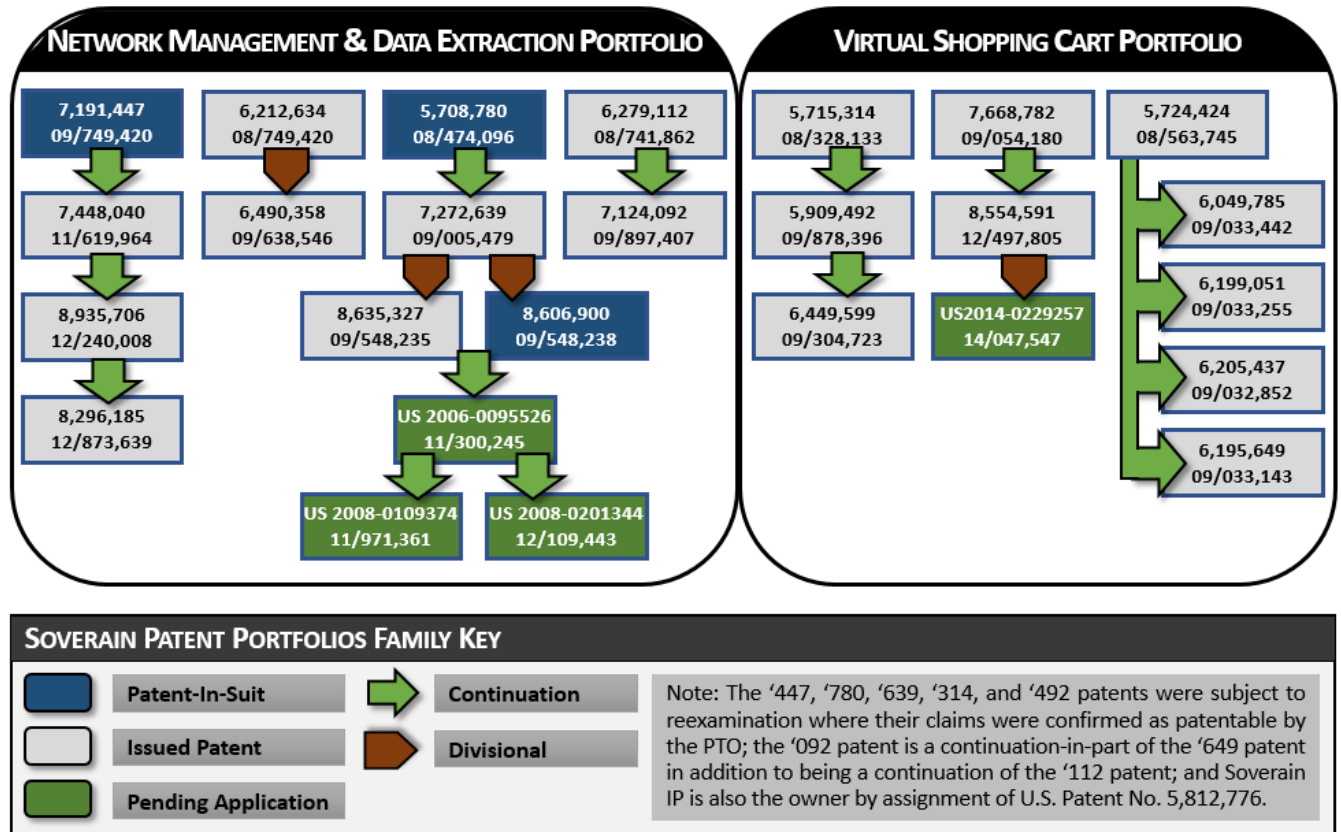 NETWORK MANAGEMENT & DATA EXTRACTION PORTFOLIO
7,191,447
09/749,420
6,212,634
08/749,420
5,708,780
08/474,096
6,279,112
08/741,862
7,448,040
11/619,964
6,490,358
09/638,546
7,272,639
09/005,479
7,124,092
09/897,407
8,935,706
12/240,008
8,635,327
09/548,235
8,606,900
09/548,238
8,296,185
12/873,639
US 2006-0095526
11/300,245
US 2008-0109374
11/971,361
US 2008-0201344
12/109,443
VIRTUAL SHOPPING CART PORTFOLIO
5,715,314
08/328,133
7,668,782
09/054,180
5,724,424
08/563,745
5,909,492
09/878,396
8,554,591
12/497,805
6,049,785
09/033,442
6,449,599
09/304,723
US2014-0229257
14/047,547
6,199,051
09/033,255
6,205,437
09/032,852
6,195,649
09/033,143
SOVERAIN PATENT PORTFOLIOS FAMILY KEY
Patent-In-Suit
Issued Patent
Pending Application
Continuation
Divisional
Note: The ‘447, ‘780, ‘639, ‘314, and ‘492 patents were subject to
reexamination where their claims were confirmed as patentable by
the PTO; the ‘092 patent is a continuation-in-part of the ‘649 patent
in addition to being a continuation of the ‘112 patent; and Soverain
IP is also the owner by assignment of U.S. Patent No. 5,812,776.